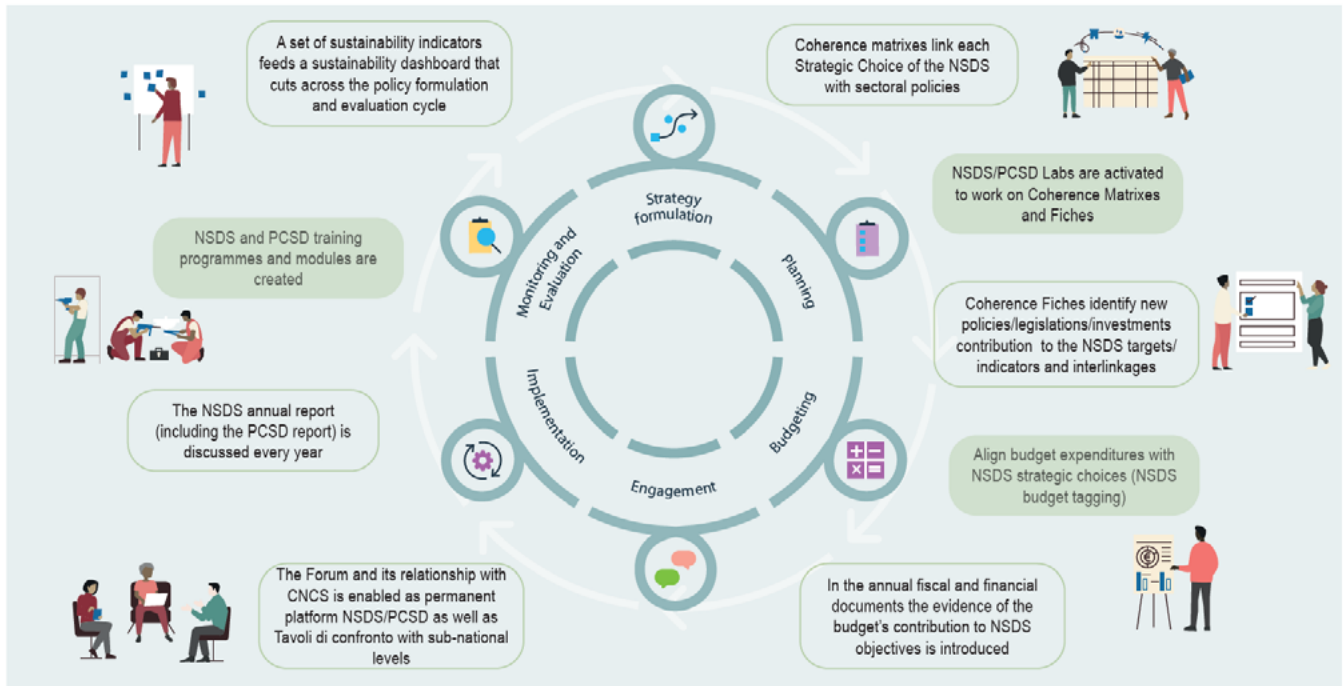 A set of sustainability indicators
feeds a sustainability dashboard that
cuts across the policy formulation
and evaluation cycle
Coherence matrixes link each
Strategic Choice of the NSDS
with sectoral policies
NSDS/PCSD Labs are activated
to work on Coherence Matrixes
and Fiches
NSDS and PCSD training
programmes and modules are
created
Strategy
formulation
Monitoring and
Evaluation
Planning
Coherence Fiches identify new
policies/legislations/investments
contribution to the NSDS targets/
indicators and interlinkages
The NSDS annual report
(including the PCSD report) is
discussed every year
Implementation
Budgeting
Engagement
Align budget expenditures with
NSDS strategic choices (NSDS
budget tagging)
The Forum and its relationship with
CNCS is enabled as permanent
platform NSDS/PCSD as well as
Tavoli di confronto with sub-national
levels
In the annual fiscal and financial
documents the evidence of the
budget's contribution to NSDS
objectives is introduced